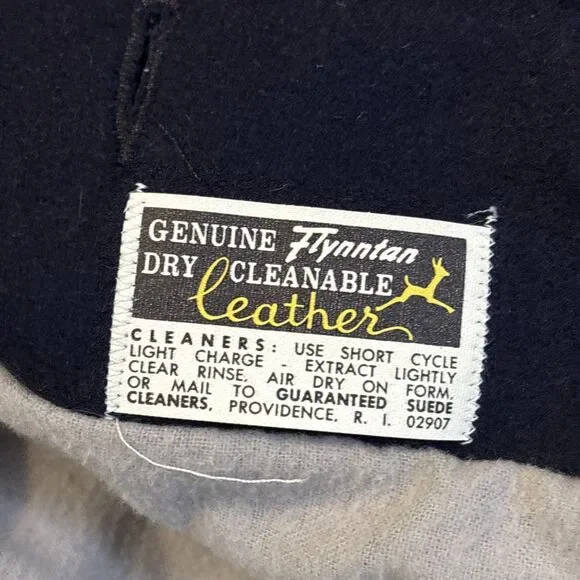 GENUINE Flynntan
DRY CLEANABLE
leather
CLEANERS: USE SHORT CYCLE
LIGHT CHARGE - EXTRACT LIGHTLY
CLEAR RINSE, AIR DRY ON FORM,
OR MAIL TO GUARANTEED SUEDE
CLEANERS, PROVIDENCE, R. I. 02907